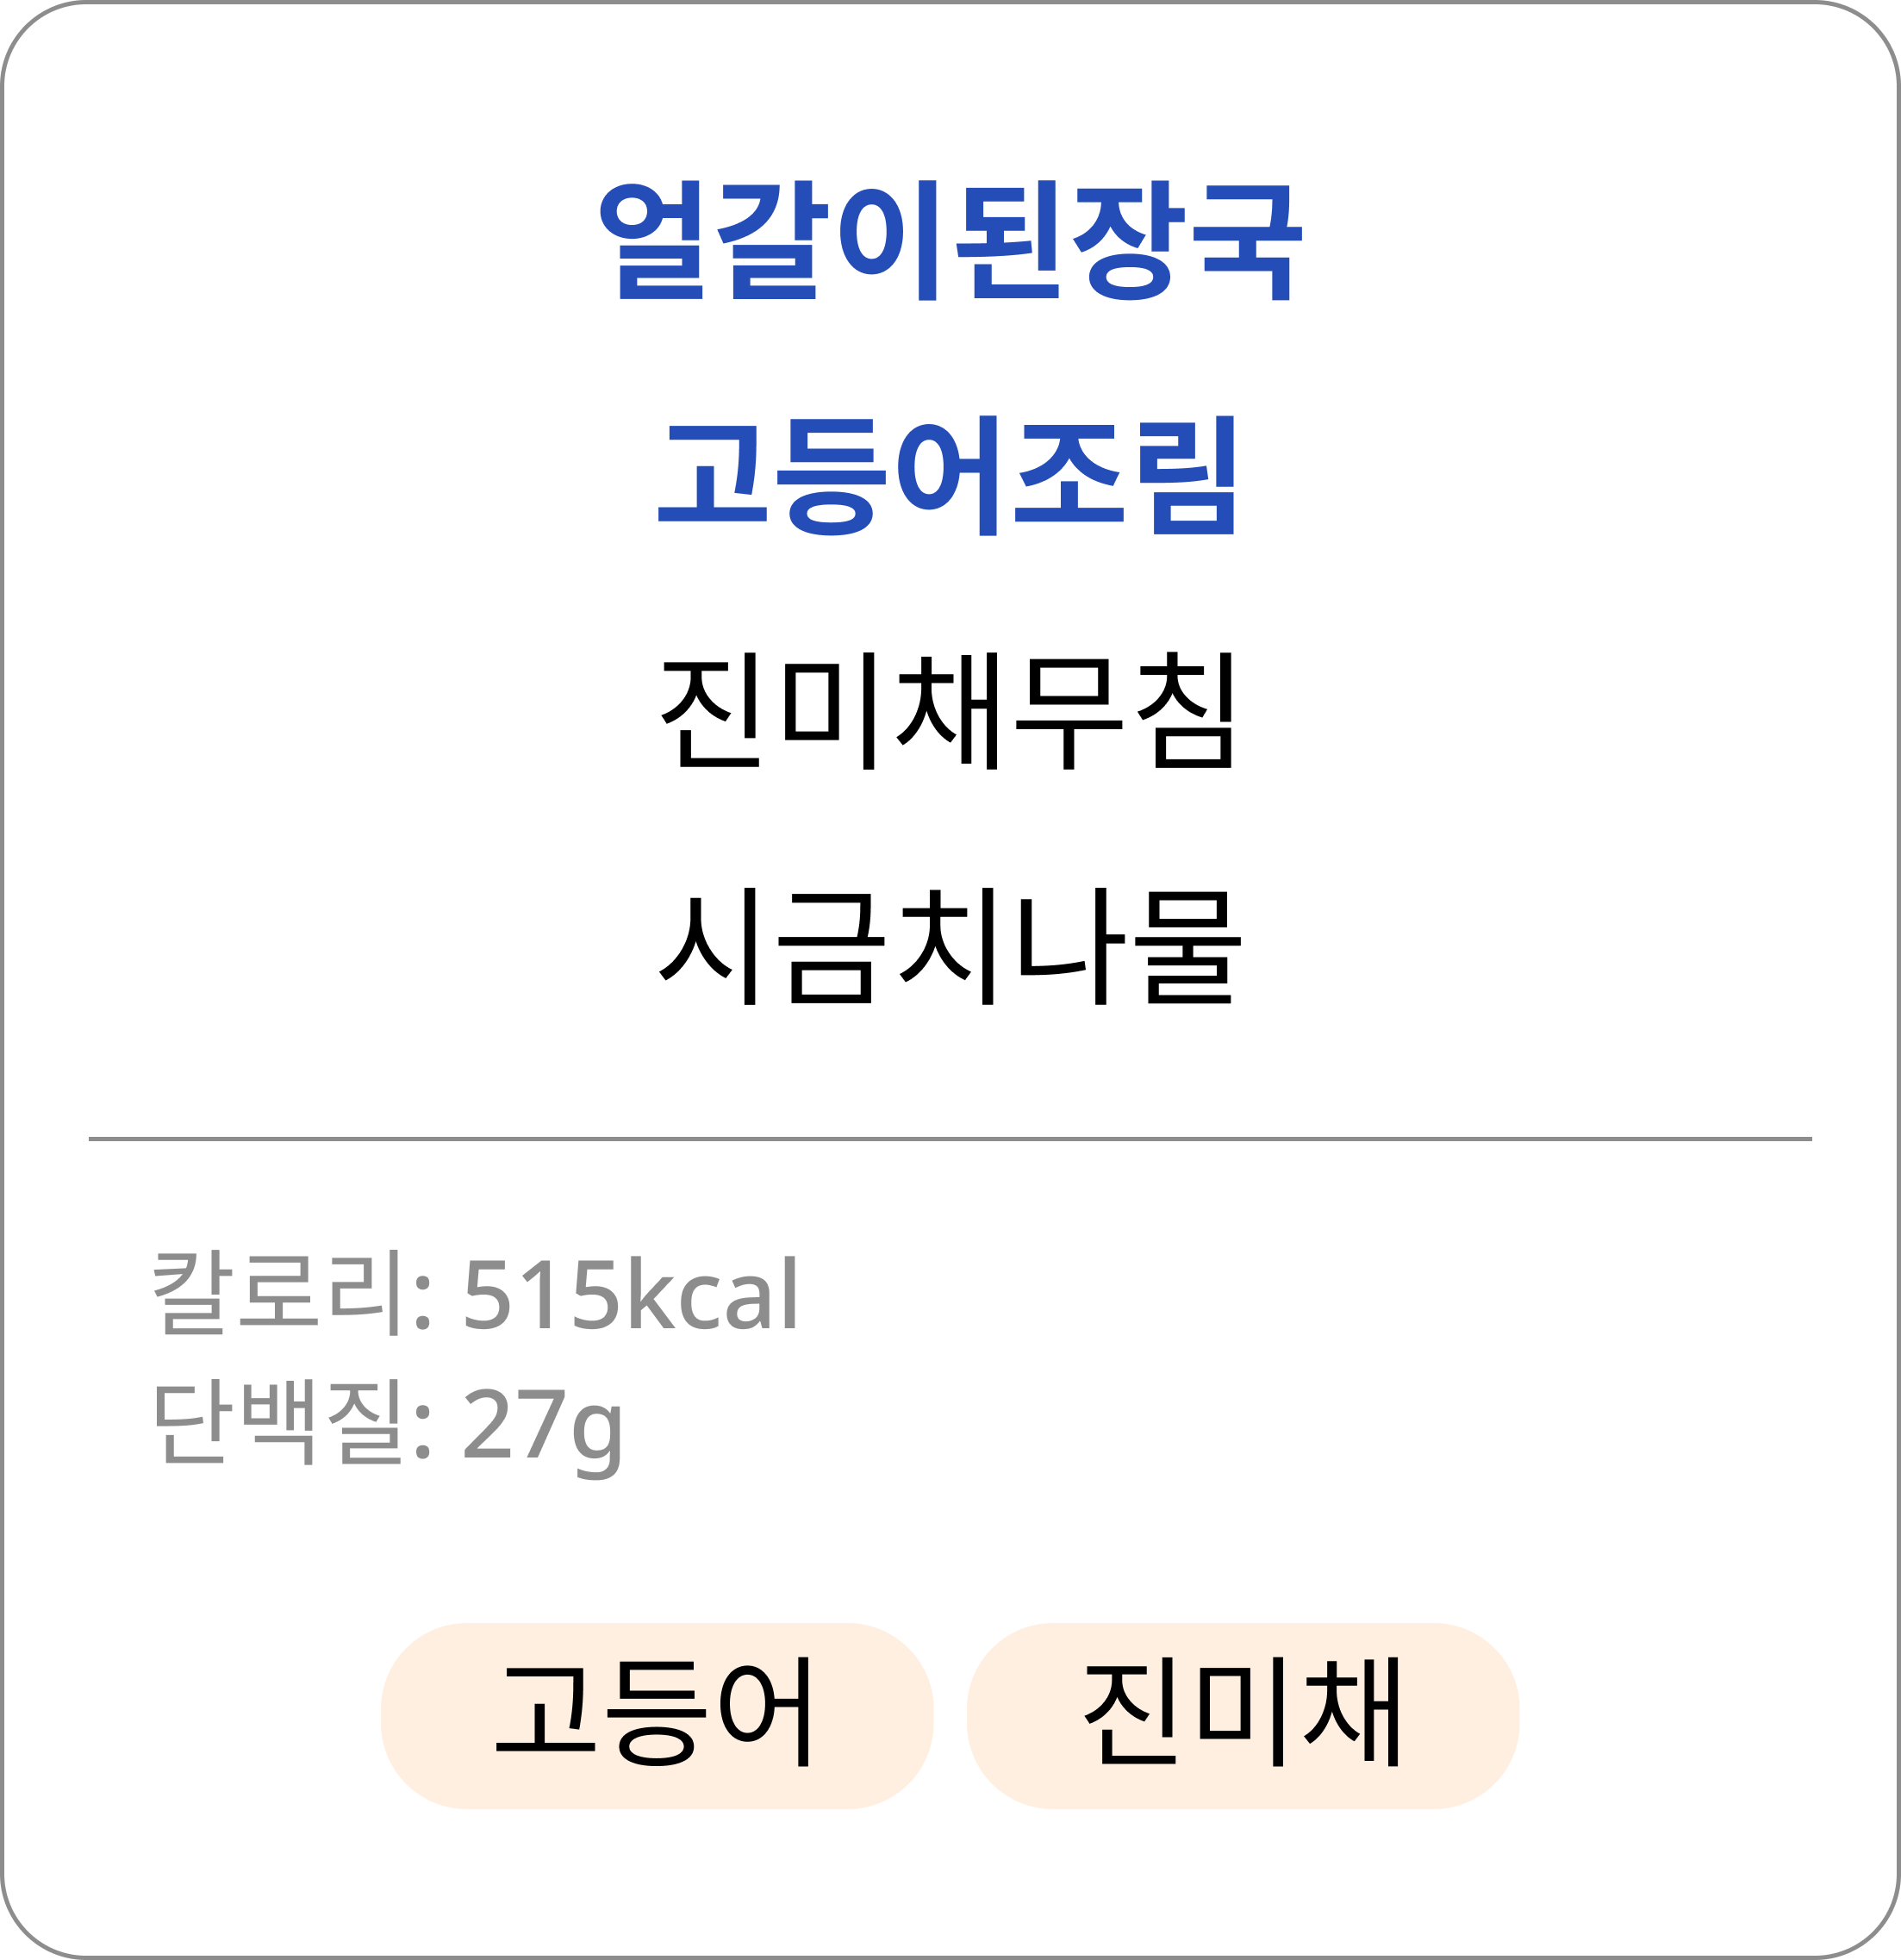 얼갈이된장국
고등어조림
진미채무침
시금치나물
칼로리: 515kcal
단백질: 27g
고등어 진미채